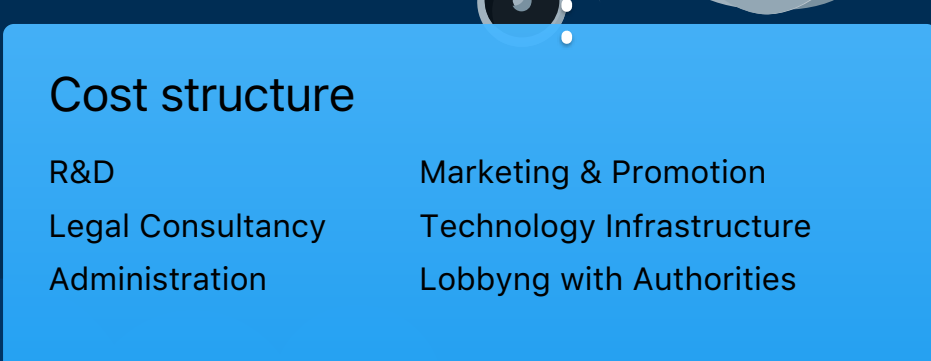 Cost structure
R&D
Legal Consultancy
Administration
Marketing & Promotion
Technology Infrastructure
Lobbyng with Authorities